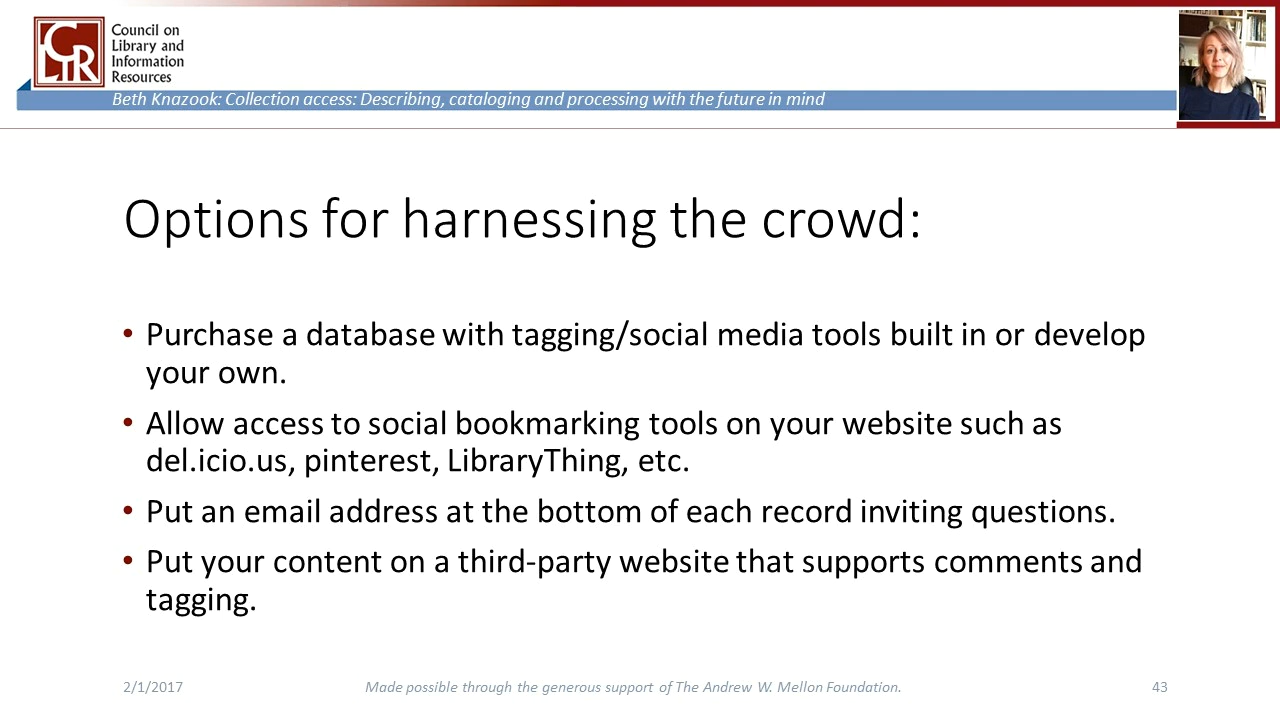 CLIR
Council on
Library and
Information
Resources
Beth Knazook: Collection access: Describing, cataloging and processing with the future in mind
Options for harnessing the crowd:
• Purchase a database with tagging/social media tools built in or develop
your own.
• Allow access to social bookmarking tools on your website such as
del.icio.us, pinterest, LibraryThing, etc.
• Put an email address at the bottom of each record inviting questions.
• Put your content on a third-party website that supports comments and
tagging.
2/1/2017 Made possible through the generous support of The Andrew W. Mellon Foundation. 43